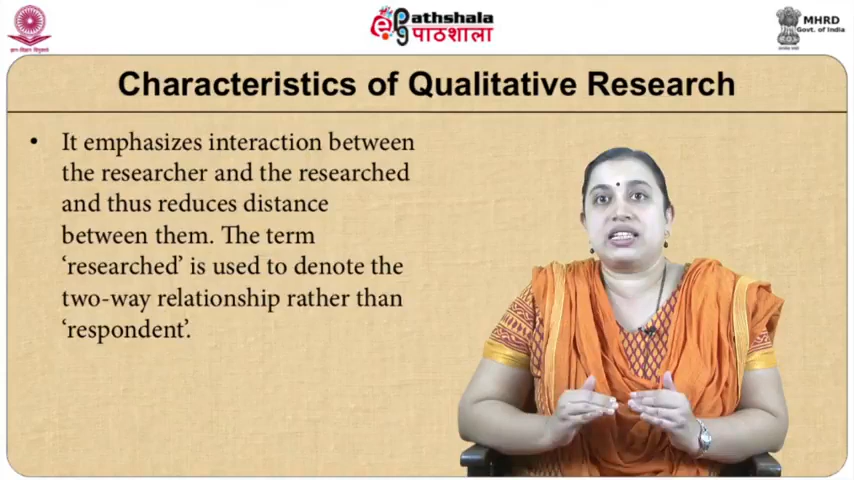 ePathshala
पाठशाला
MHRD
Govt. of India
Characteristics of Qualitative Research
• It emphasizes interaction between
the researcher and the researched
and thus reduces distance
between them. The term
‘researched’ is used to denote the
two-way relationship rather than
‘respondent’.